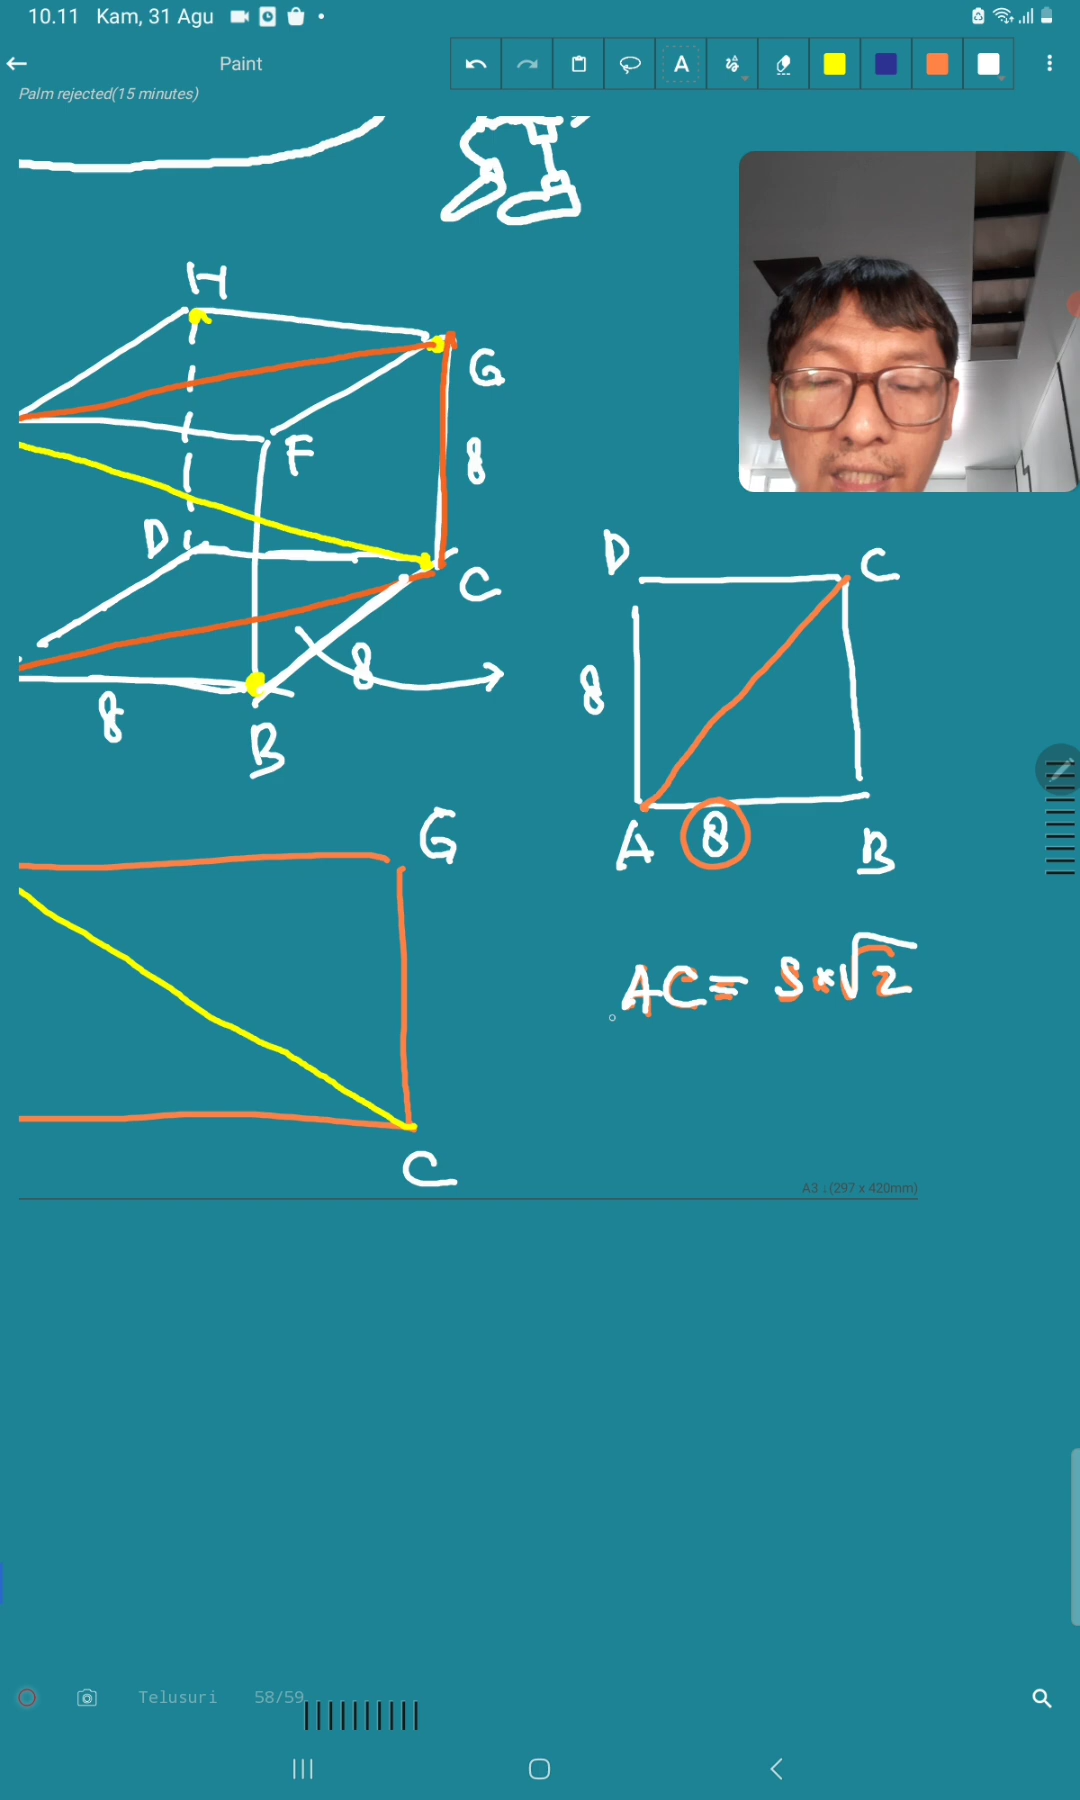 10.11 Kam, 31 Agu
Paint
A
Palm rejected(15 minutes)
H
G
F
8
D
C
8
8
B
D
C
8
A
8
B
G
AC = S*√2
C
A3 ↓(297 x 420mm)
Telusuri 58/59